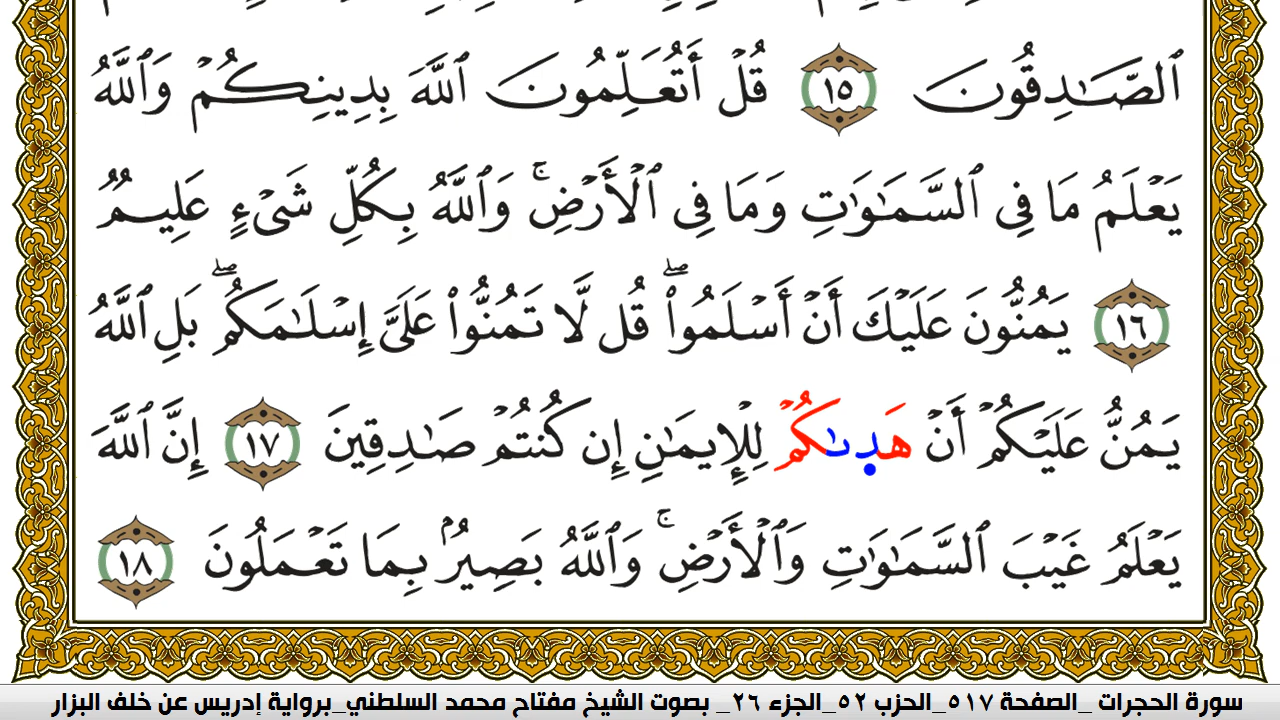 ٱلصَّـٰدِقُونَ ١٥ قُلۡ أَتُعَلِّمُونَ ٱللَّهَ بِدِينِكُمۡ وَٱللَّهُ
يَعۡلَمُ مَا فِي ٱلسَّمَـٰوَٰتِ وَمَا فِي ٱلۡأَرۡضِۚ وَٱللَّهُ بِكُلِّ شَيۡءٍ عَلِيمٞ
١٦ يَمُنُّونَ عَلَيۡكَ أَنۡ أَسۡلَمُواْۖ قُل لَّا تَمُنُّواْ عَلَيَّ إِسۡلَـٰمَكُمۖ بَلِ ٱللَّهُ
يَمُنُّ عَلَيۡكُمۡ أَنۡ هَدٜىٰكُمۡ لِلۡإِيمَـٰنِ إِن كُنتُمۡ صَـٰدِقِينَ ١٧ إِنَّ ٱللَّهَ
يَعۡلَمُ غَيۡبَ ٱلسَّمَـٰوَٰتِ وَٱلۡأَرۡضِۚ وَٱللَّهُ بَصِيرُۢ بِمَا تَعۡمَلُونَ ١٨
سورة الحجرات _الصفحة ٥١٧_الحزب ٥٢_الجزء ٢٦_ بصوت الشيخ مفتاح محمد السلطني_برواية إدريس عن خلف البزار